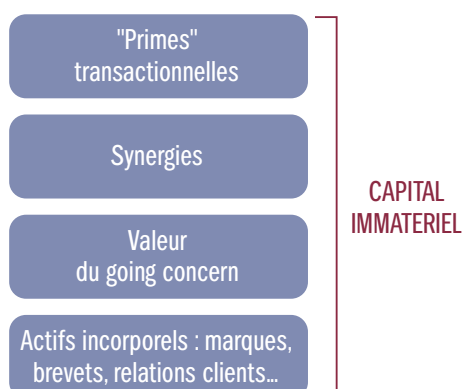 "Primes"
transactionnelles
Synergies
Valeur
du going concern
Actifs incorporels : marques,
brevets, relations clients...
CAPITAL
IMMATERIEL